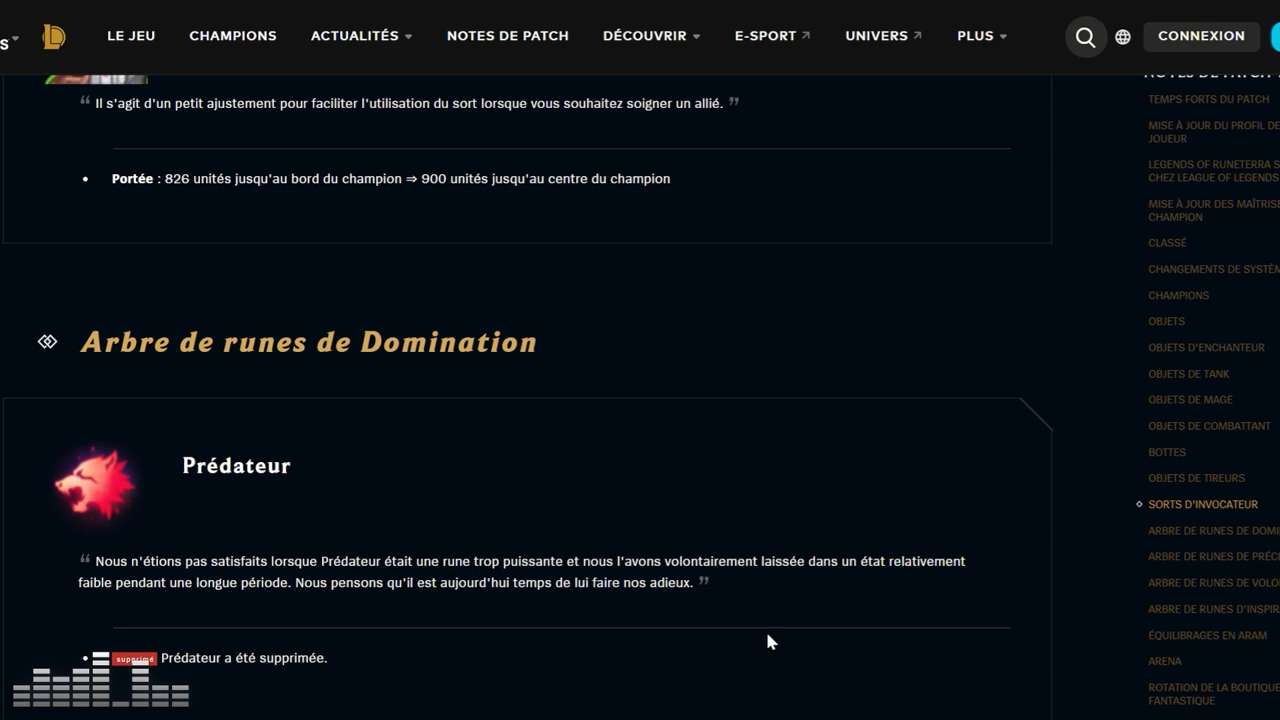 S
LE JEU CHAMPIONS ACTUALITÉS NOTES DE PATCH DÉCOUVRIR E-SPORT UNIVERS PLUS CONNEXION
" Il s'agit d'un petit ajustement pour faciliter l'utilisation du sort lorsque vous souhaitez soigner un allié. "
• Portée : 826 unités jusqu'au bord du champion ⇒ 900 unités jusqu'au centre du champion
Arbre de runes de Domination
Prédateur
" Nous n'étions pas satisfaits lorsque Prédateur était une rune trop puissante et nous l'avons volontairement laissée dans un état relativement
faible pendant une longue période. Nous pensons qu'il est aujourd'hui temps de lui faire nos adieux. "
• supprimé Prédateur a été supprimée.
NOTES DE PATCH
TEMPS FORTS DU PATCH
MISE À JOUR DU PROFIL DE
JOUEUR
LEGENDS OF RUNETERRA S
CHEZ LEAGUE OF LEGENDS
MISE À JOUR DES MAÎTRISE
CHAMPION
CLASSÉ
CHANGEMENTS DE SYSTÈM
CHAMPIONS
OBJETS
OBJETS D'ENCHANTEUR
OBJETS DE TANK
OBJETS DE MAGE
OBJETS DE COMBATTANT
BOTTES
OBJETS DE TIREURS
SORTS D'INVOCATEUR
ARBRE DE RUNES DE DOMI
ARBRE DE RUNES DE PRÉC
ARBRE DE RUNES DE VOLO
ARBRE DE RUNES D'INSPIR
ÉQUILIBRAGES EN ARAM
ARENA
ROTATION DE LA BOUTIQUE
FANTASTIQUE